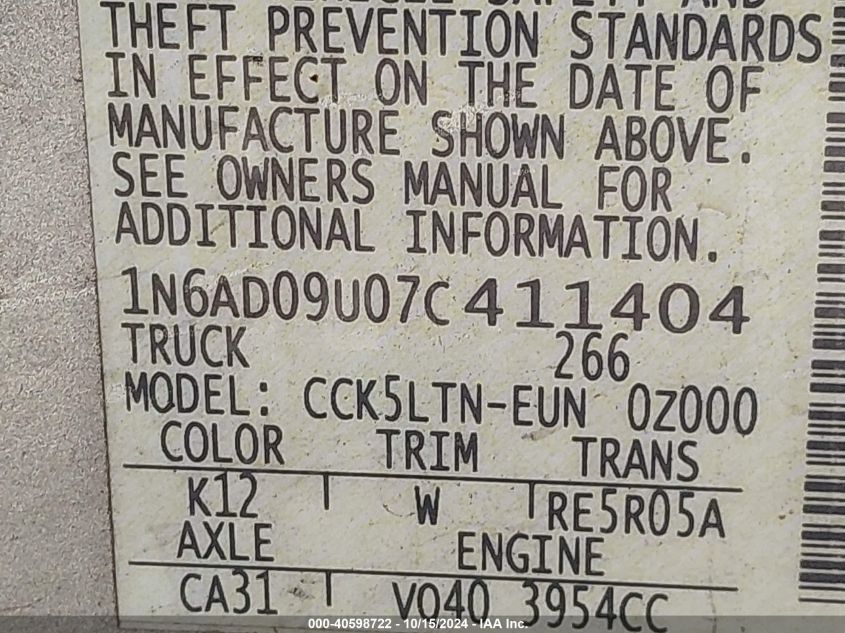 THEFT PREVENTION STANDARDS
IN EFFECT ON THE DATE OF
MANUFACTURE SHOWN ABOVE.
SEE OWNERS MANUAL FOR
ADDITIONAL INFORMATION.
1N6AD09U07C411404
TRUCK 266
MODEL: CCK5LTN-EUN 0Z000
COLOR TRIM TRANS
K12 W RE5R05A
AXLE ENGINE
CA31 VQ40 3954CC
000-40598722 - 10/15/2024 - IAA Inc.